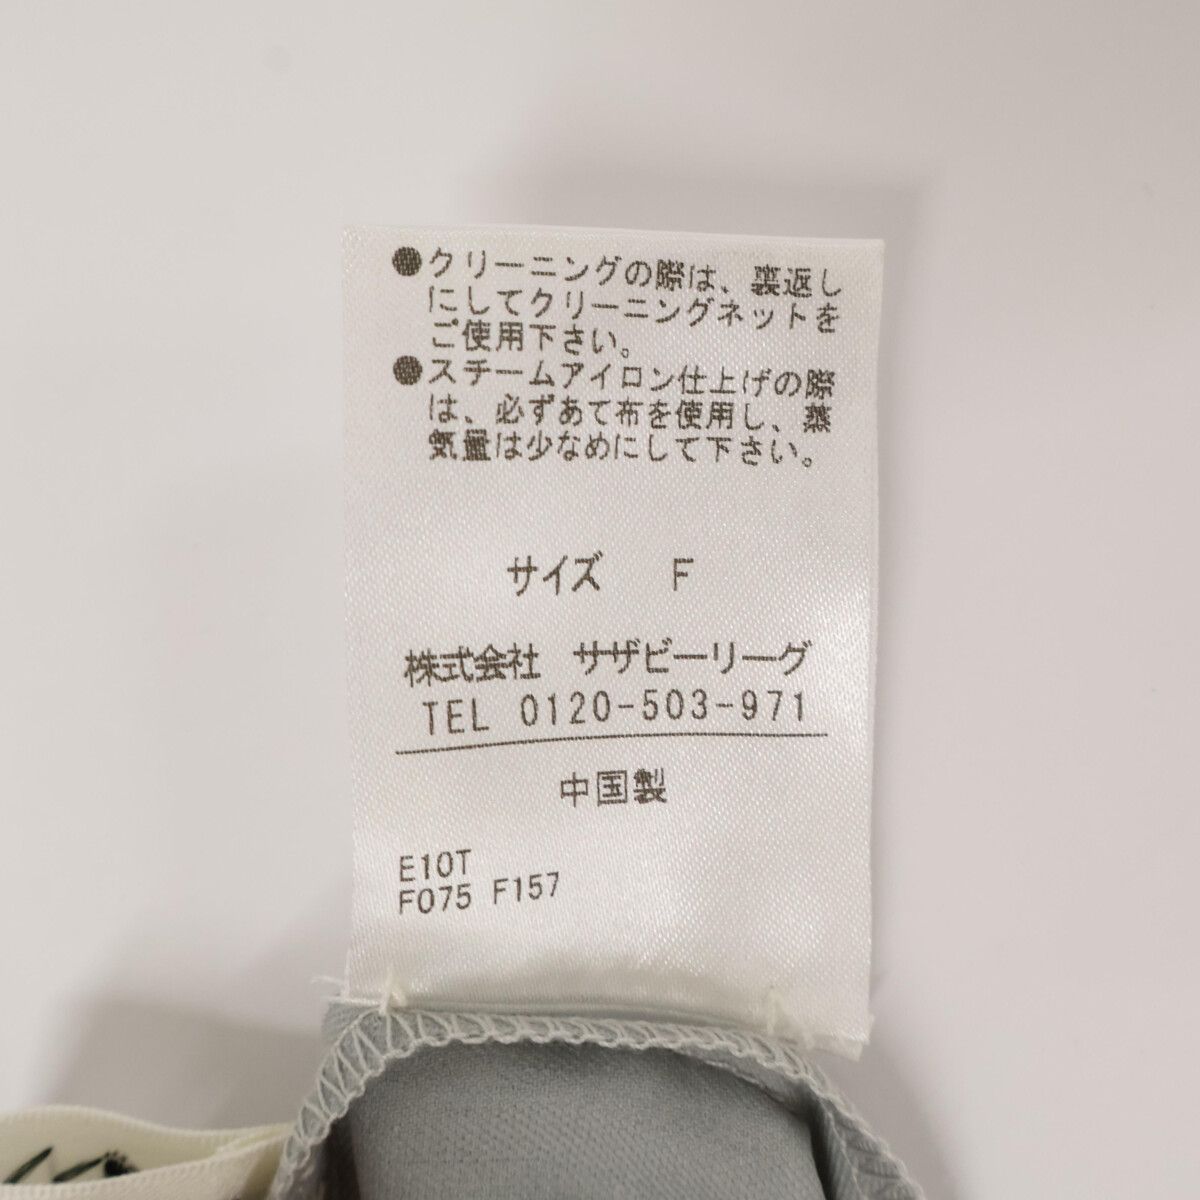 ●クリーニングの際は、裏返し
にしてクリーニングネットを
ご使用下さい。
●スチームアイロン仕上げの際
は、必ずあて布を使用し、蒸
気量は少なめにして下さい。
サイズ F
株式会社 サザビーリーグ
TEL 0120-503-971
中国製
E10T
F075 F157